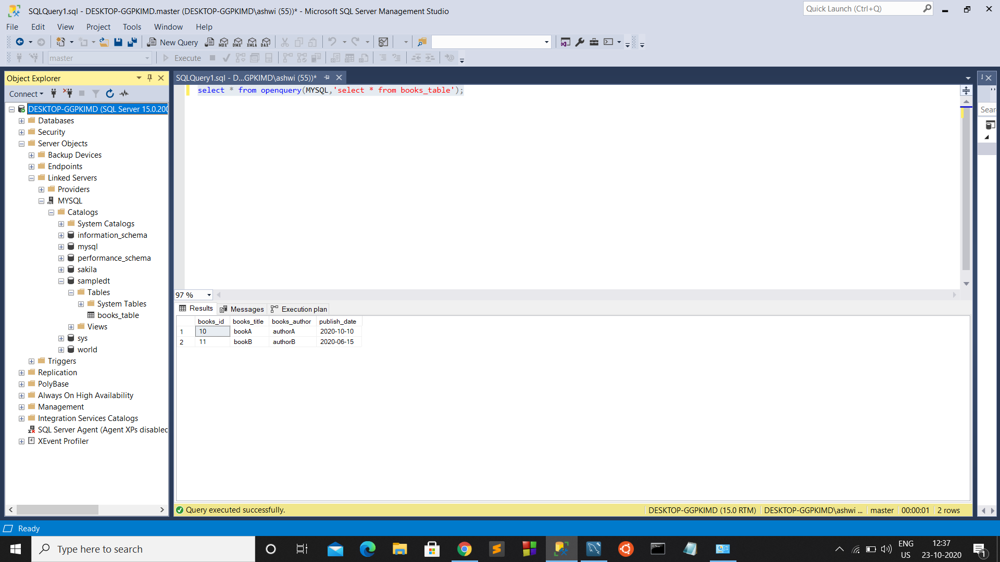 SQLQuery1.sql - DESKTOP-GGPKIMD.master (DESKTOP-GGPKIMD\ashwi (55))* - Microsoft SQL Server Management Studio
Quick Launch (Ctrl+Q)
File Edit View Project Tools Window Help
New Query MDX DMX XMLA DAX
master Execute
Object Explorer
Connect
DESKTOP-GGPKIMD (SQL Server 15.0.200
Databases
Security
Server Objects
Backup Devices
Endpoints
Linked Servers
Providers
MYSQL
Catalogs
System Catalogs
information_schema
mysql
performance_schema
sakila
sampledt
Tables
System Tables
books_table
Views
sys
world
Triggers
Replication
PolyBase
Always On High Availability
Management
Integration Services Catalogs
SQL Server Agent (Agent XPs disabled
XEvent Profiler
SQLQuery1.sql - D...GPKIMD\ashwi (55))*
select * from openquery(MYSQL,'select * from books_table');
97 %
Results Messages Execution plan
books_id books_title books_author publish_date
1 10 bookA authorA 2020-10-10
2 11 bookB authorB 2020-06-15
Query executed successfully. DESKTOP-GGPKIMD (15.0 RTM) DESKTOP-GGPKIMD\ashwi ... master 00:00:01 2 rows
Sear
Ready
Type here to search
ENG
US
12:37
23-10-2020
1